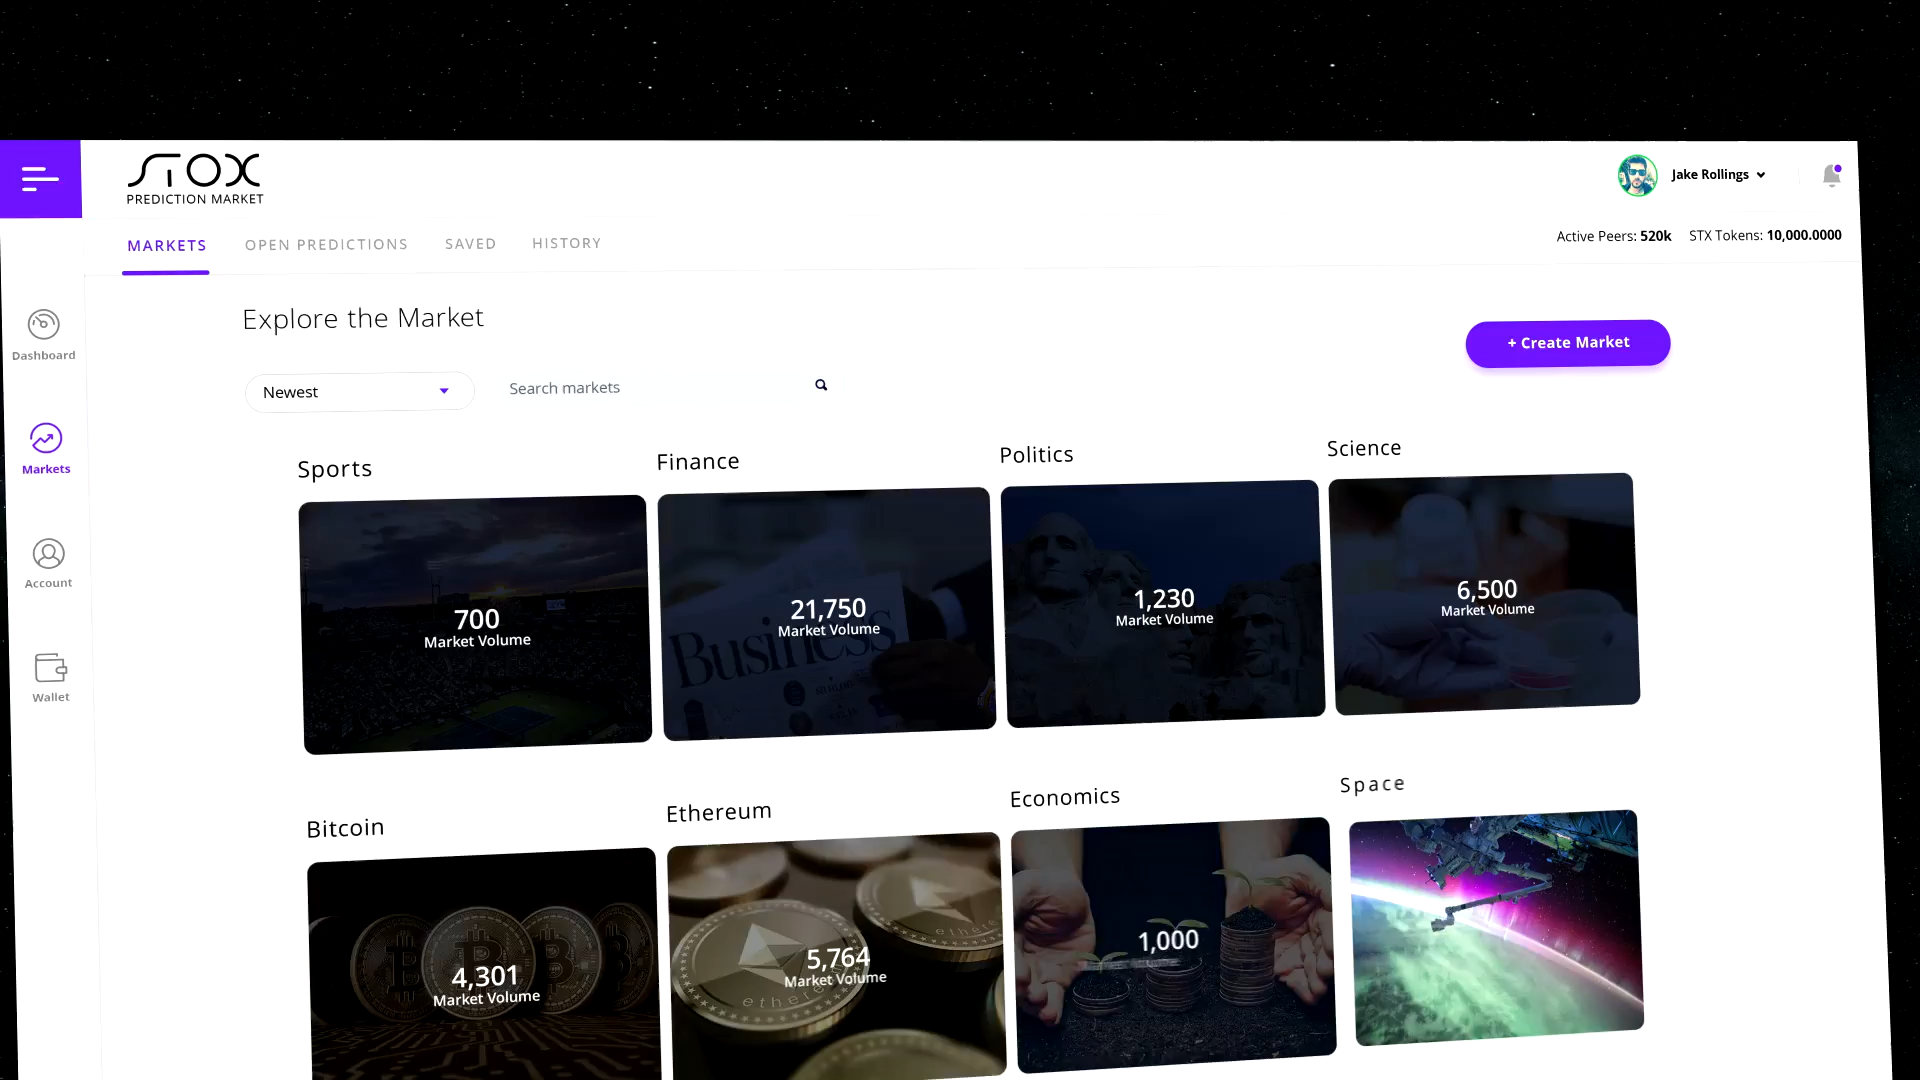 STOX
PREDICTION MARKET
Jake Rollings
MARKETS
OPEN PREDICTIONS
SAVED
HISTORY
Active Peers: 520k
STX Tokens: 10,000.0000
Dashboard
Markets
Account
Wallet
Explore the Market
+ Create Market
Newest
Search markets
Sports
Finance
Politics
Science
700
Market Volume
Business
21,750
Market Volume
1,230
Market Volume
6,500
Market Volume
Bitcoin
Ethereum
Economics
Space
4,301
Market Volume
5,764
Market Volume
1,000